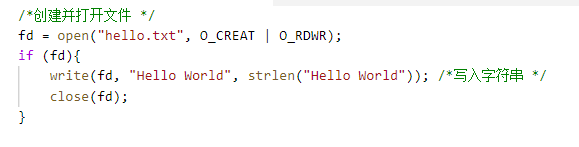 /*创建并打开文件 */
fd = open("hello.txt", O_CREAT | O_RDWR);
if (fd){
    write(fd, "Hello World", strlen("Hello World")); /*写入字符串 */
    close(fd);
}